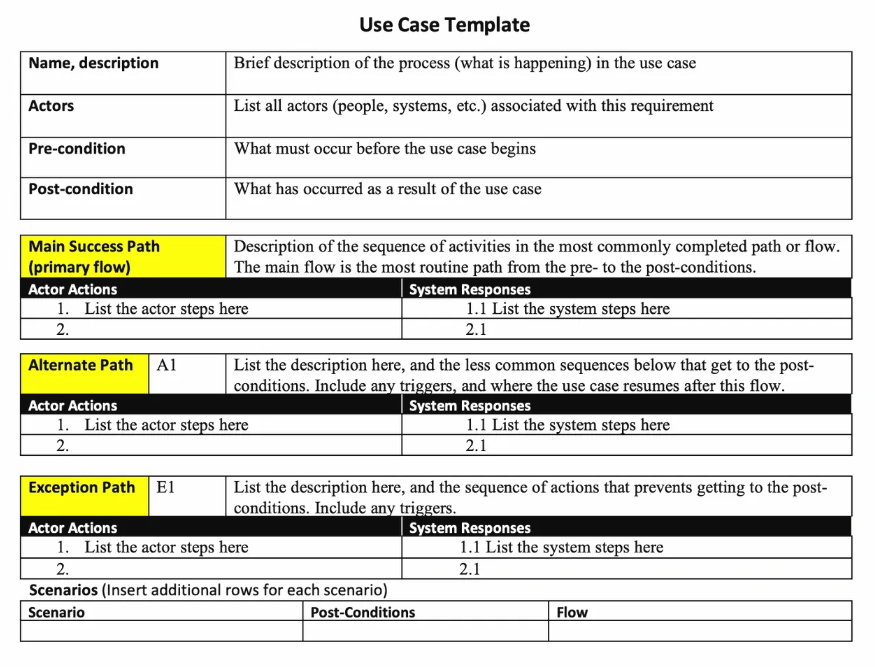 Use Case Template
Name, description Brief description of the process (what is happening) in the use case
Actors List all actors (people, systems, etc.) associated with this requirement
Pre-condition What must occur before the use case begins
Post-condition What has occurred as a result of the use case
Main Success Path Description of the sequence of activities in the most commonly completed path or flow.
(primary flow) The main flow is the most routine path from the pre- to the post-conditions.
Actor Actions System Responses
1. List the actor steps here 1.1 List the system steps here
2. 2.1
Alternate Path A1 List the description here, and the less common sequences below that get to the post-
conditions. Include any triggers, and where the use case resumes after this flow.
Actor Actions System Responses
1. List the actor steps here 1.1 List the system steps here
2. 2.1
Exception Path E1 List the description here, and the sequence of actions that prevents getting to the post-
conditions. Include any triggers.
Actor Actions System Responses
1. List the actor steps here 1.1 List the system steps here
2. 2.1
Scenarios (Insert additional rows for each scenario)
Scenario Post-Conditions Flow